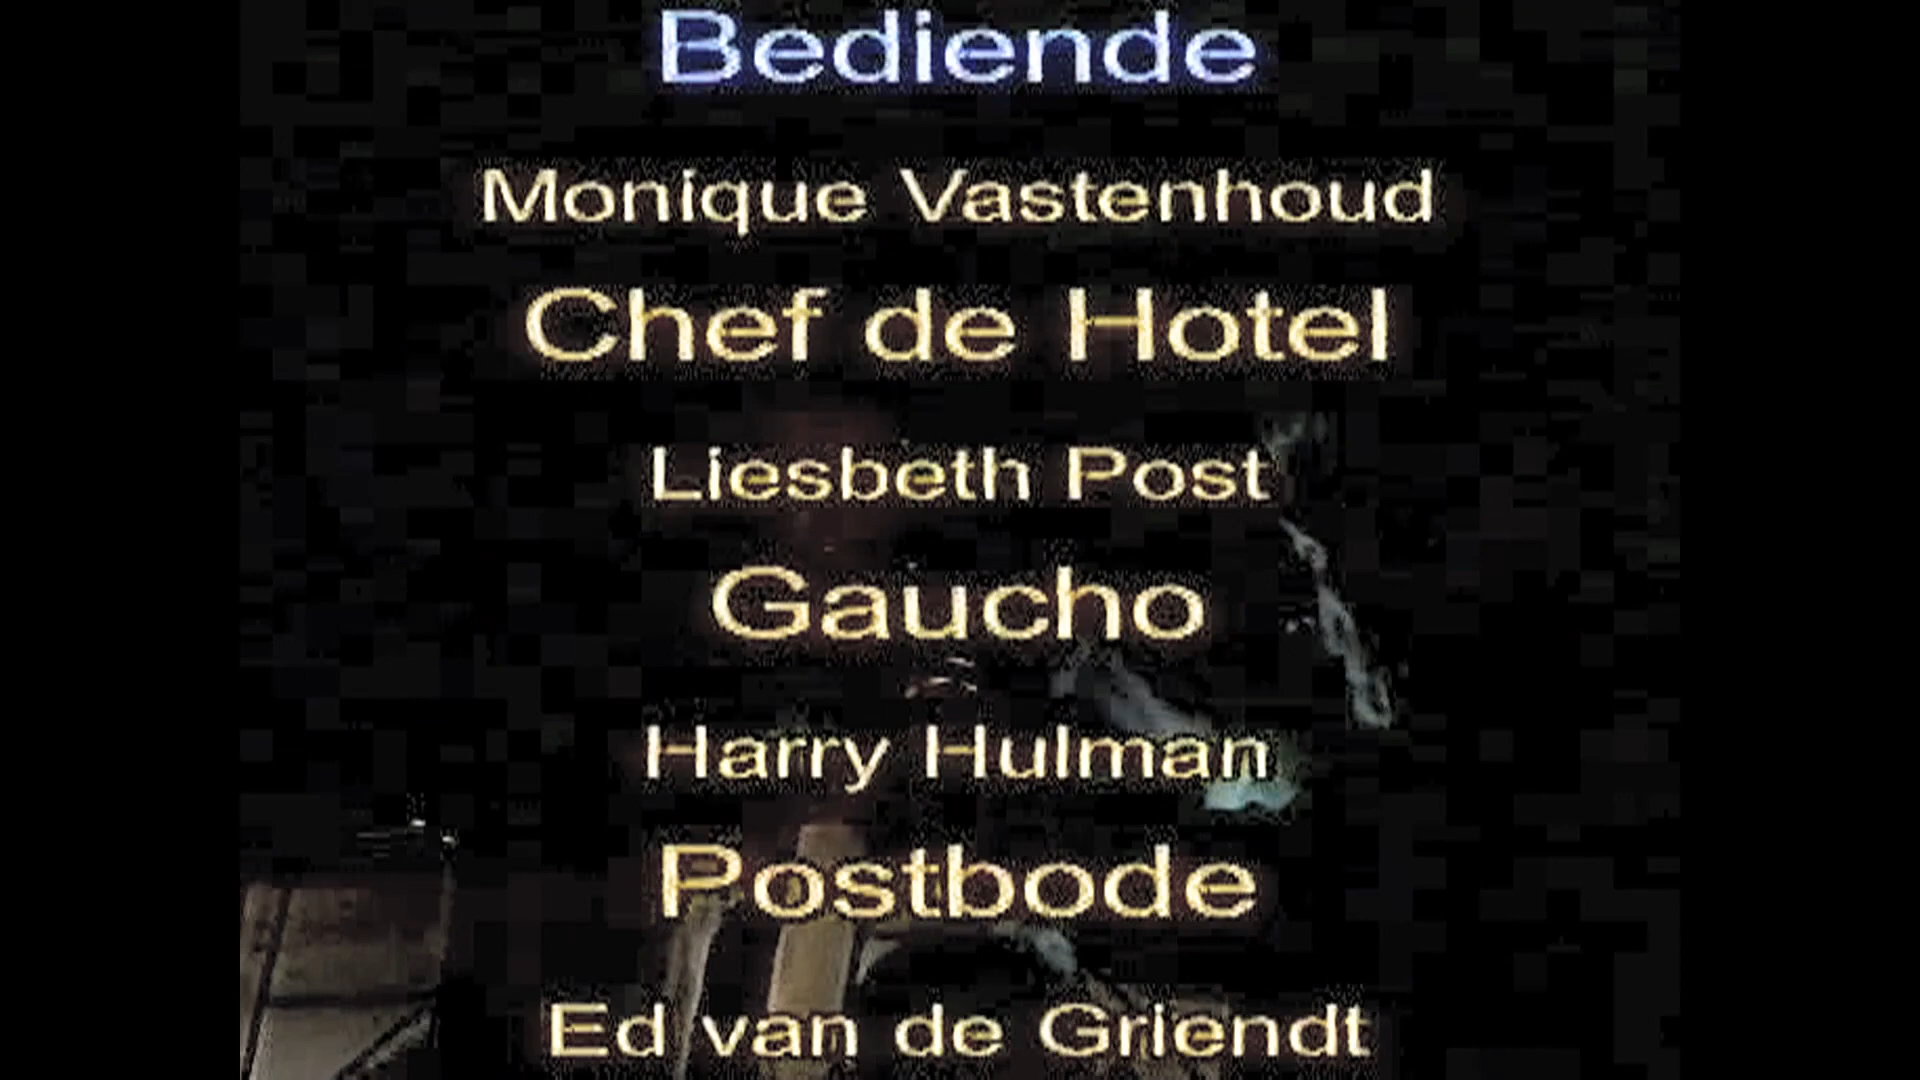 Bediende
Monique Vastenhoud
Chef de Hotel
Liesbeth Post
Gaucho
Harry Hulman
Postbode
Ed van de Griendt